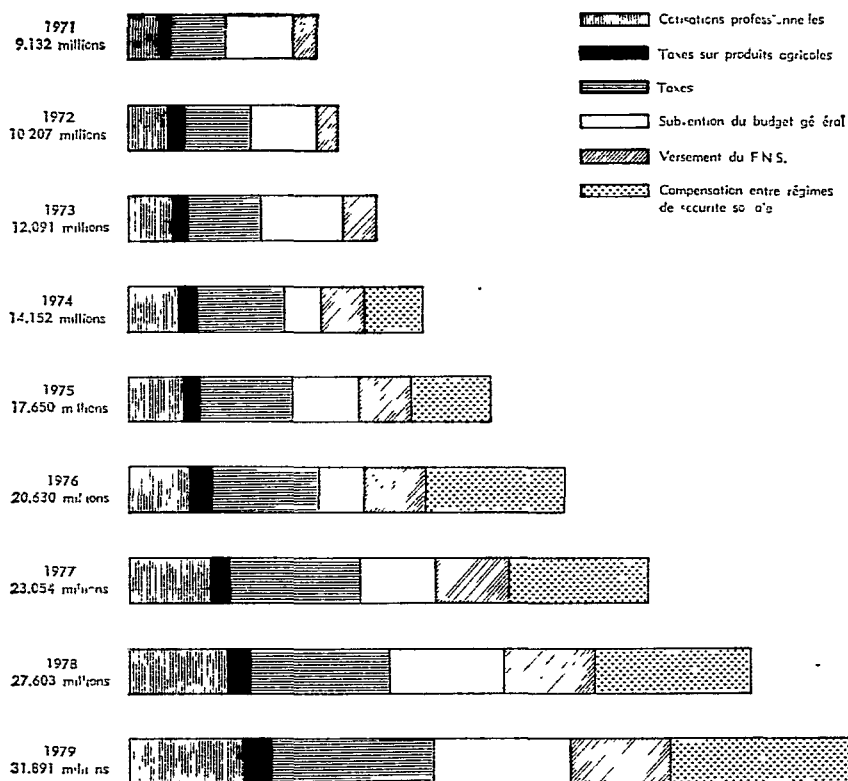 1971
9.132 millions
1972
10 207 millions
1973
12,091 millions
1974
14,152 millions
1975
17.650 millions
1976
20,630 millions
1977
23,054 millions
1978
27,603 millions
1979
31.891
Cotisations professionnelles
Taxes sur produits agricoles
Taxes
Subvention du budget général
Versement du F N S.
Compensation entre régimes
de sécurité sociale